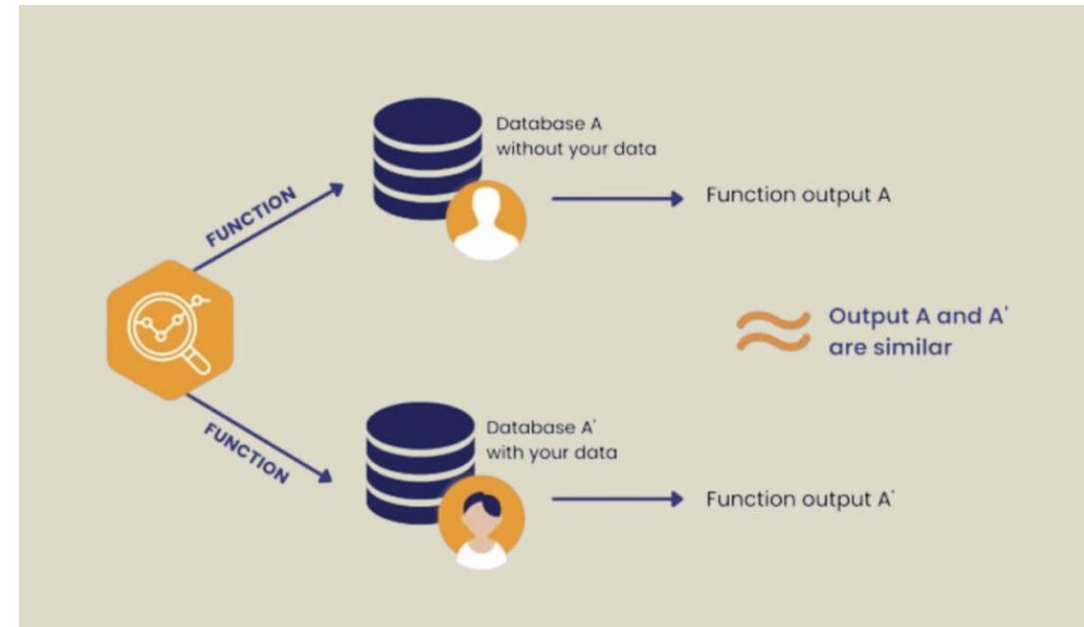 Database A
without your data
FUNCTION
Function output A
Output A and A'
are similar
FUNCTION
Database A'
with your data
Function output A'